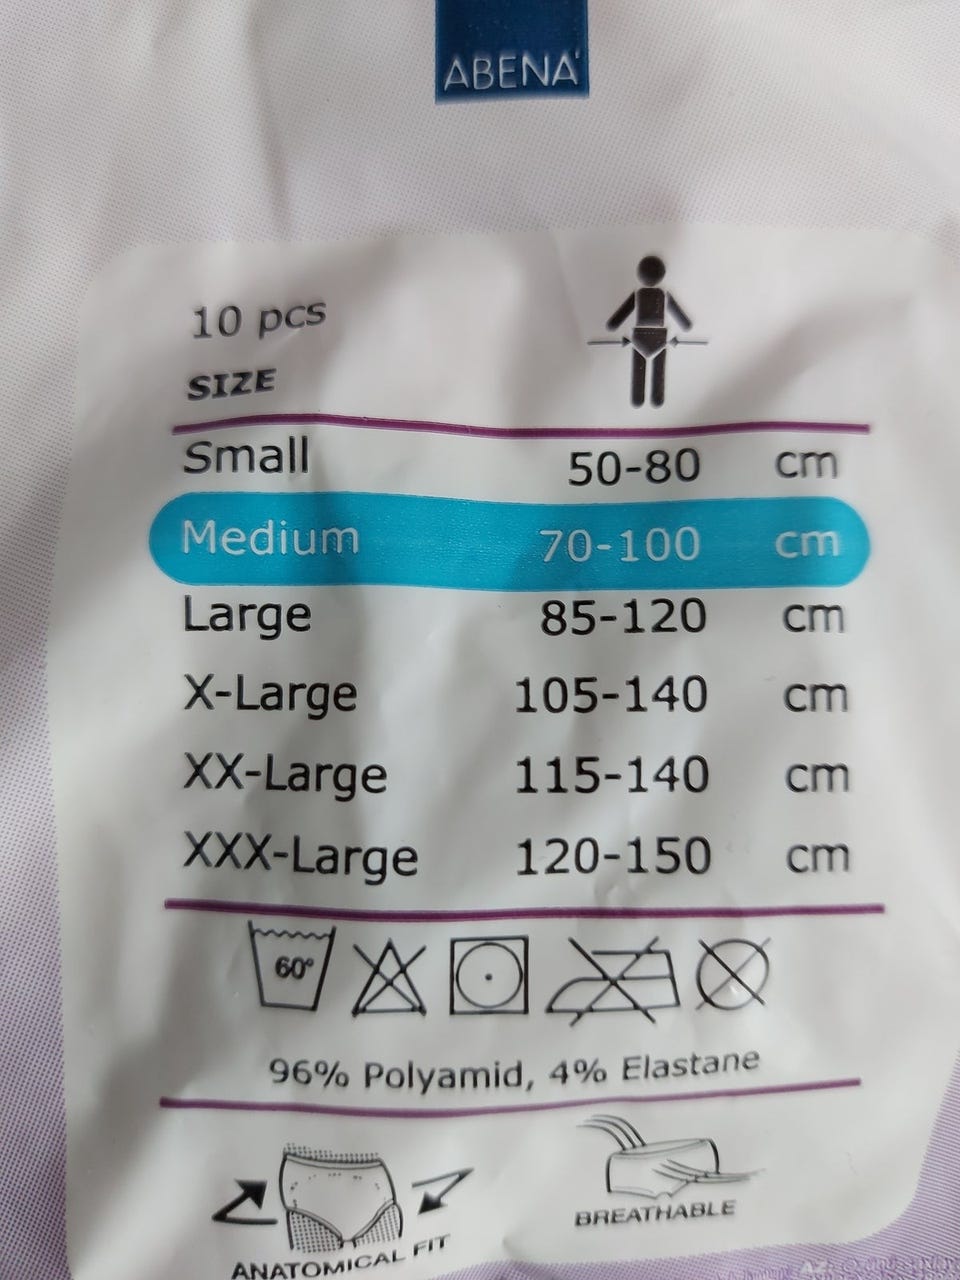 ABENA
10 pcs
SIZE
Small 50-80 cm
Medium 70-100 cm
Large 85-120 cm
X-Large 105-140 cm
XX-Large 115-140 cm
XXX-Large 120-150 cm
60°
96% Polyamid, 4% Elastane
BREATHABLE
ANATOMICAL FIT